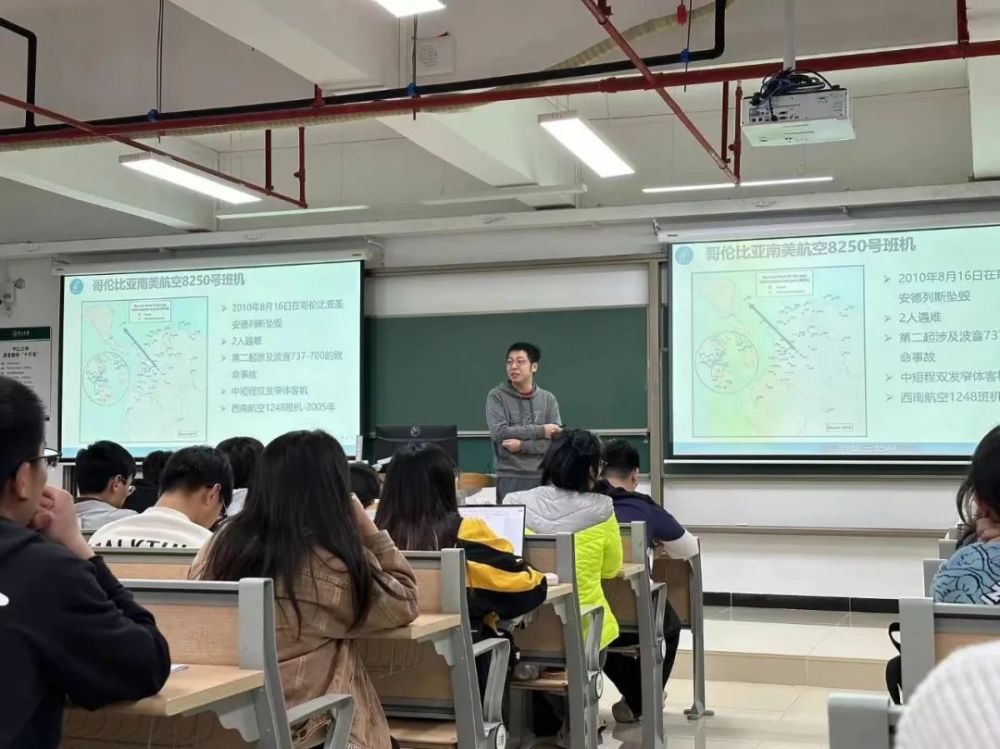 哥伦比亚南美航空8250号班机
2010年8月16日在哥伦比亚圣
安德列斯坠毁
2人遇难
第二起涉及波音737-700的致
命事故
中短程双发窄体客机
西南航空1248班机-2005年
哥伦比亚南美航空8250号班机
2010年8月16日在哥
安德列斯坠毁
2人遇难
第二起涉及波音737-7
命事故
中短程双发窄体客机
西南航空1248班机